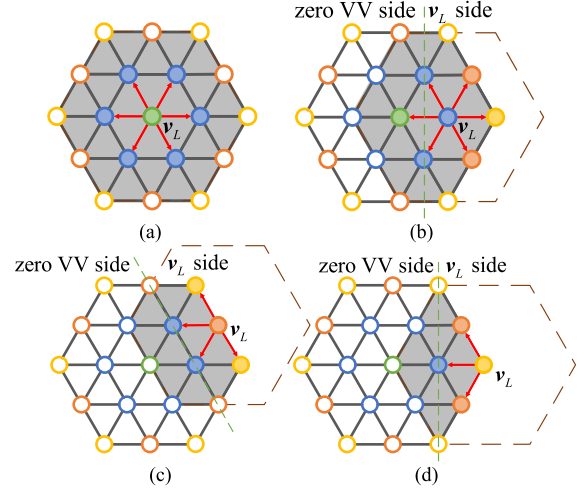 zero VV side v_L side
v_L
v_L
(a)
(b)
zero VV side v_L side
zero VV side v_L side
v_L
v_L
(c)
(d)